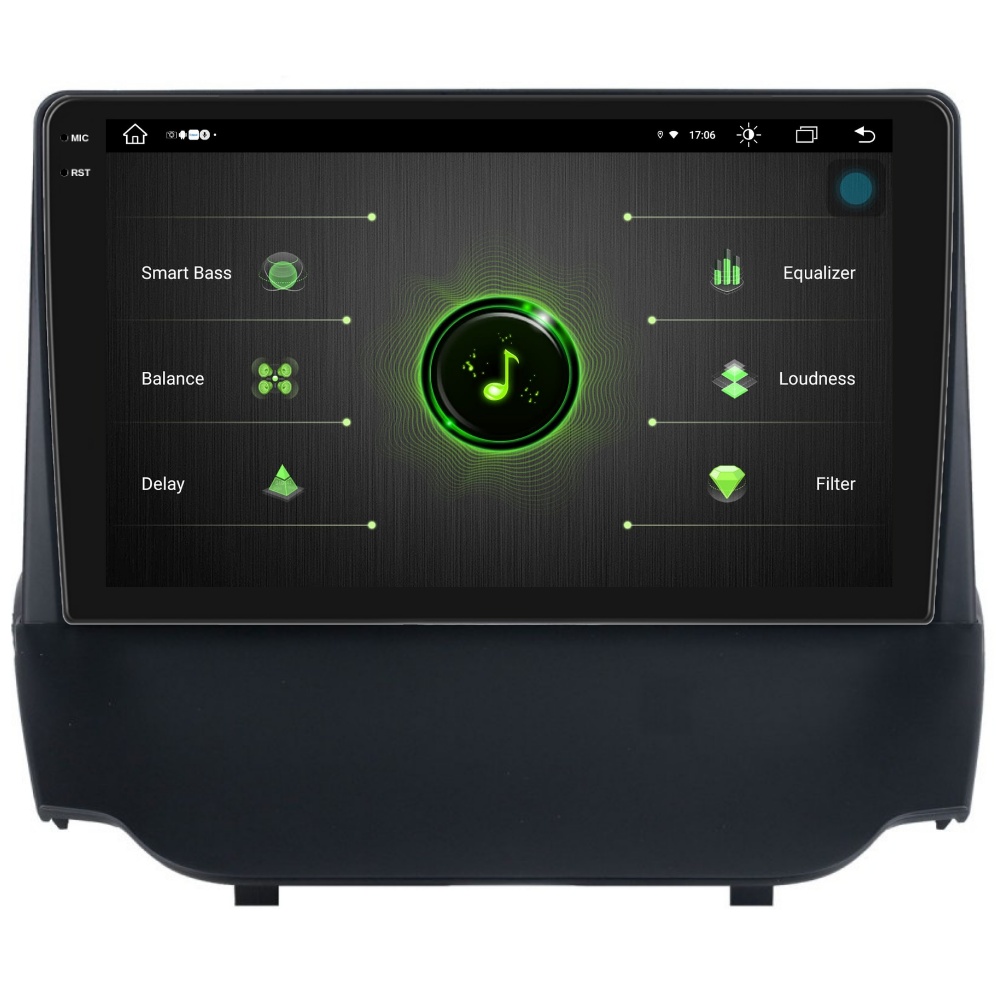 MIC
17:06
RST
Smart Bass
Equalizer
Balance
Loudness
Delay
Filter